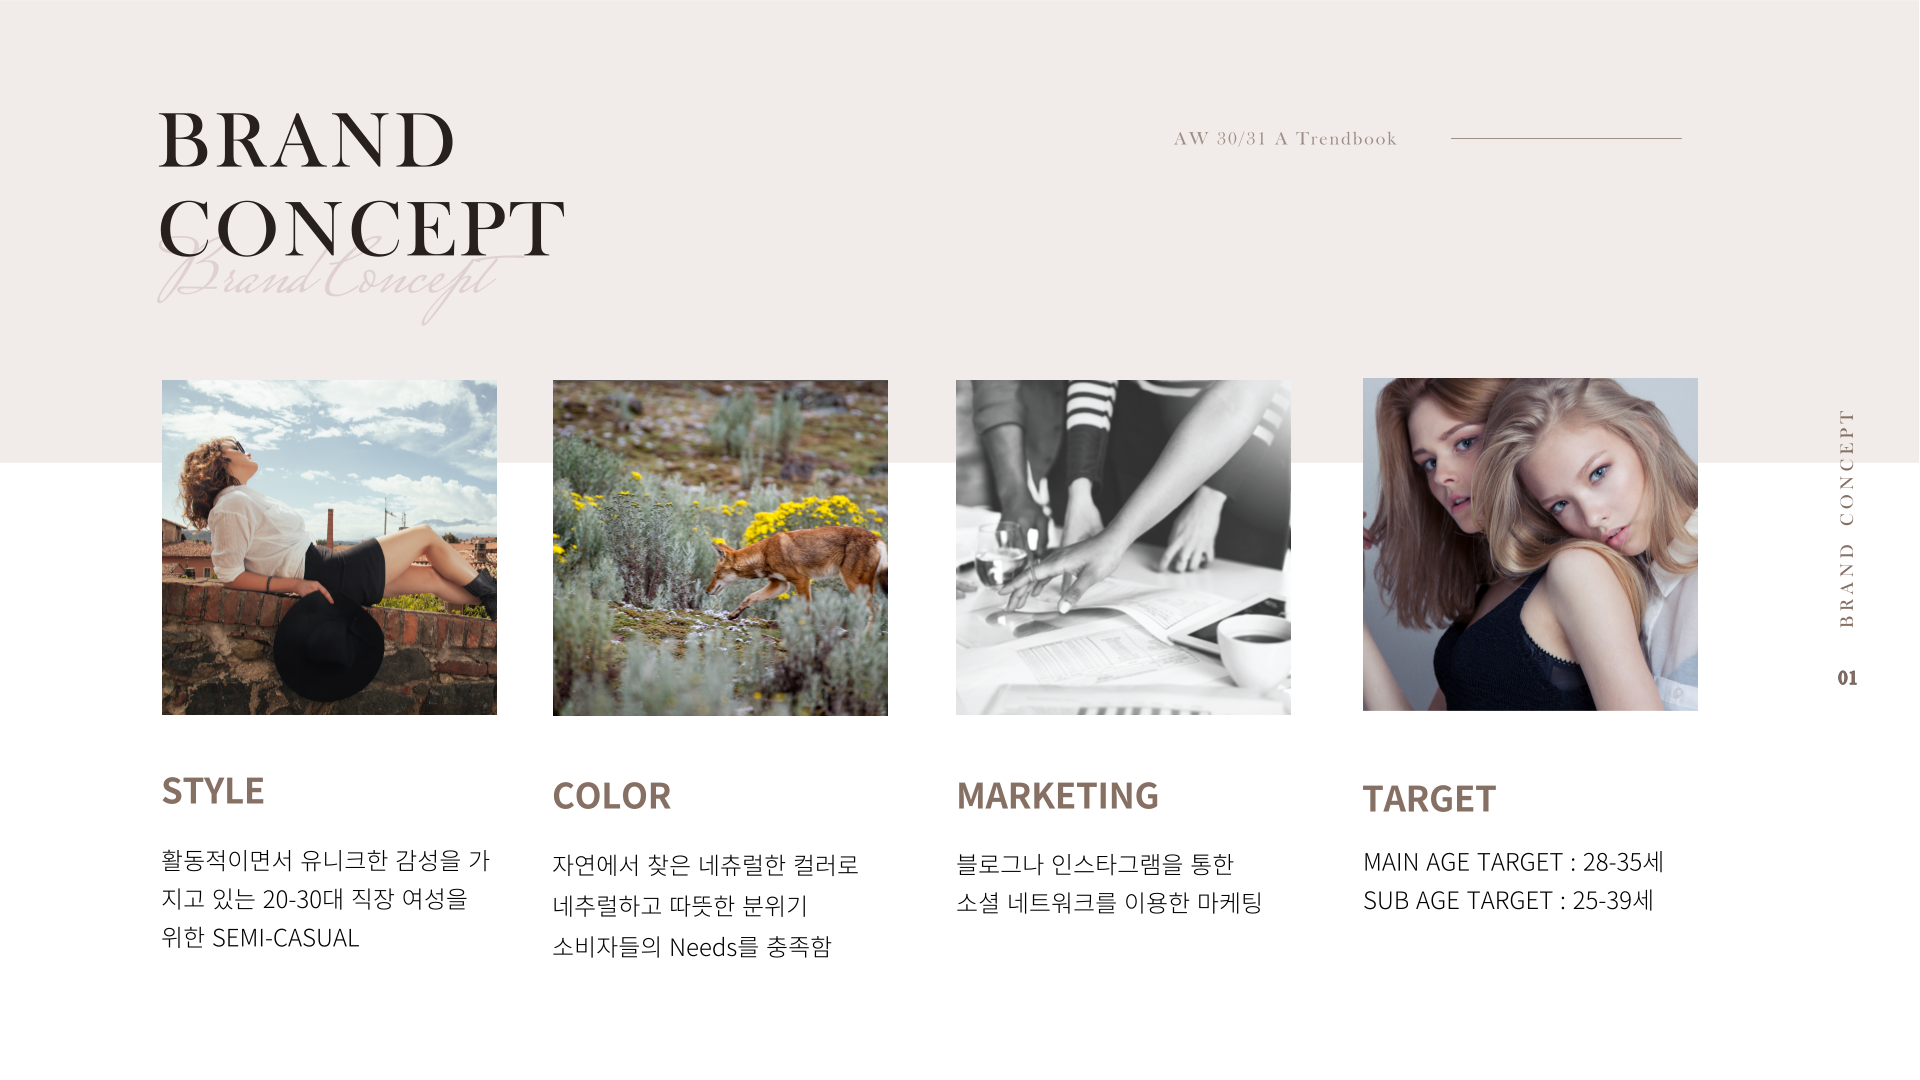 BRAND
CONCEPT
Brand Concept
AW 30/31 A Trendbook
BRAND CONCEPT
01
STYLE
활동적이면서 유니크한 감성을 가
지고 있는 20-30대 직장 여성을
위한 SEMI-CASUAL
COLOR
자연에서 찾은 네츄럴한 컬러로
네추럴하고 따뜻한 분위기
소비자들의 Needs를 충족함
MARKETING
블로그나 인스타그램을 통한
소셜 네트워크를 이용한 마케팅
TARGET
MAIN AGE TARGET : 28-35세
SUB AGE TARGET : 25-39세